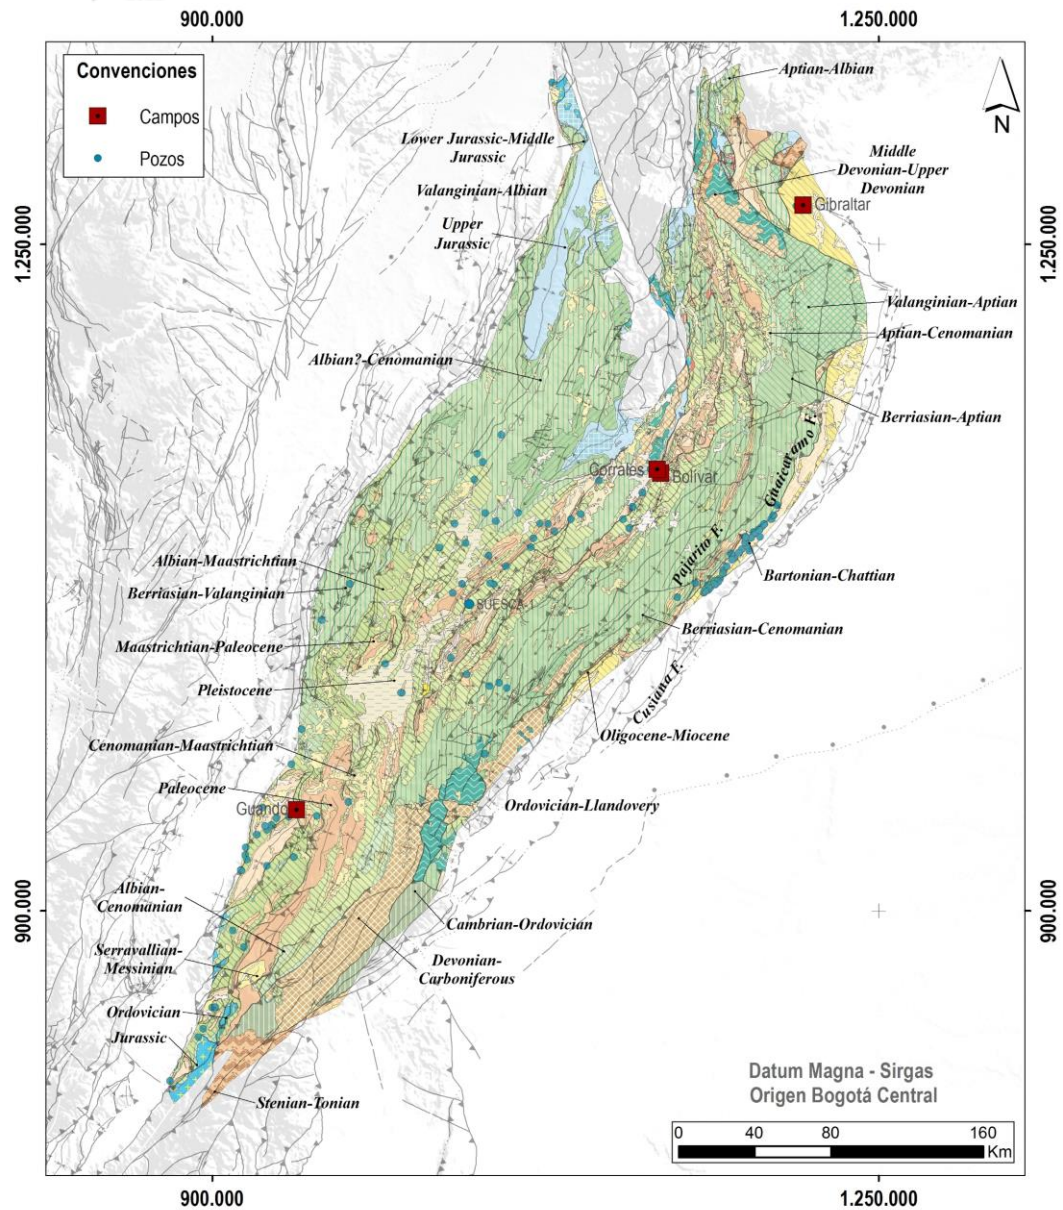 900.000
1.250.000
Convenciones
Campos
Pozos
Aptian-Albian
N
Lower Jurassic-Middle
Jurassic
Middle
Devonian-Upper
Devonian
Valanginian-Albian
Gibraltar
Upper
Jurassic
1.250.000
1.250.000
Valanginian-Aptian
Aptian-Cenomanian
Albian?-Cenomanian
Berriasian-Aptian
Guaicaramo F.
Corrales
Bolívar
Pajarito F.
Albian-Maastrichtian
Bartonian-Chattian
Berriasian-Valanginian
SUESCA-1
Berriasian-Cenomanian
Maastrichtian-Paleocene
Pleistocene
Cusiana F.
Oligocene-Miocene
Cenomanian-Maastrichtian
Paleocene
Ordovician-Llandovery
Guando
Albian-
Cenomanian
900.000
900.000
Cambrian-Ordovician
Serravallian-
Messinian
Devonian-
Carboniferous
Ordovician
Jurassic
Stenian-Tonian
Datum Magna - Sirgas
Origen Bogotá Central
0 40 80 160
Km
900.000
1.250.000